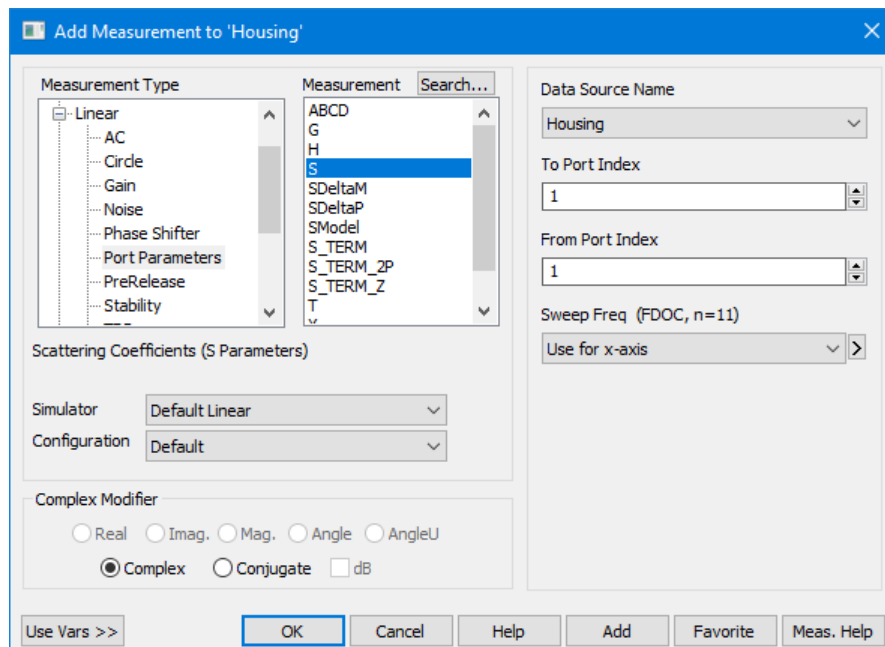 Add Measurement to 'Housing'
Measurement Type
Linear
AC
Circle
Gain
Noise
Phase Shifter
Port Parameters
PreRelease
Stability
Measurement
Search...
ABCD
G
H
S
SDeltaM
SDeltaP
SModel
S_TERM
S_TERM_2P
S_TERM_Z
T
Scattering Coefficients (S Parameters)
Simulator
Default Linear
Configuration
Default
Complex Modifier
Real Imag. Mag. Angle AngleU
Complex Conjugate dB
Data Source Name
Housing
To Port Index
1
From Port Index
1
Sweep Freq (FDOC, n=11)
Use for x-axis
>
Use Vars >> OK Cancel Help Add Favorite Meas. Help